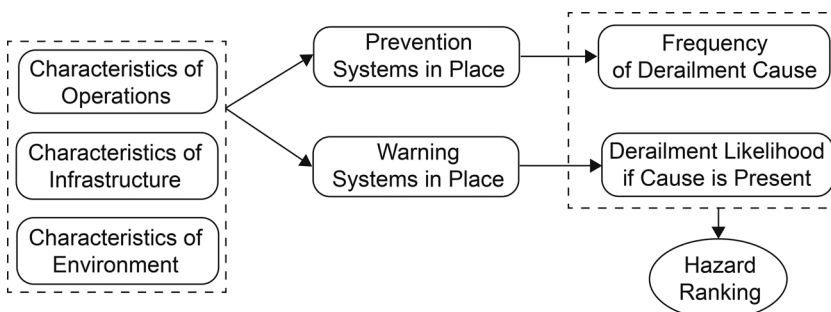 Characteristics of
Operations
Characteristics of
Infrastructure
Characteristics of
Environment
Prevention
Systems in Place
Warning
Systems in Place
Frequency
of Derailment Cause
Derailment Likelihood
if Cause is Present
Hazard
Ranking